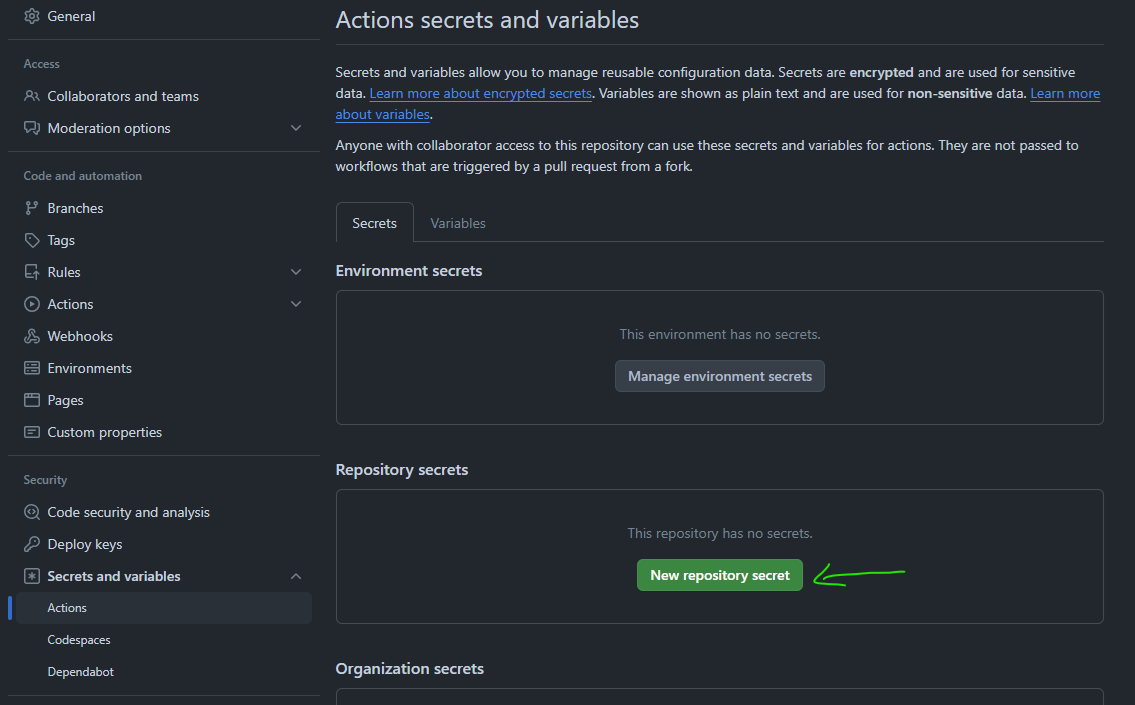 General
Access
Collaborators and teams
Moderation options
Code and automation
Branches
Tags
Rules
Actions
Webhooks
Environments
Pages
Custom properties
Security
Code security and analysis
Deploy keys
Secrets and variables
Actions
Codespaces
Dependabot
Actions secrets and variables
Secrets and variables allow you to manage reusable configuration data. Secrets are encrypted and are used for sensitive
data. Learn more about encrypted secrets. Variables are shown as plain text and are used for non-sensitive data. Learn more
about variables.
Anyone with collaborator access to this repository can use these secrets and variables for actions. They are not passed to
workflows that are triggered by a pull request from a fork.
Secrets
Variables
Environment secrets
This environment has no secrets.
Manage environment secrets
Repository secrets
This repository has no secrets.
New repository secret
Organization secrets